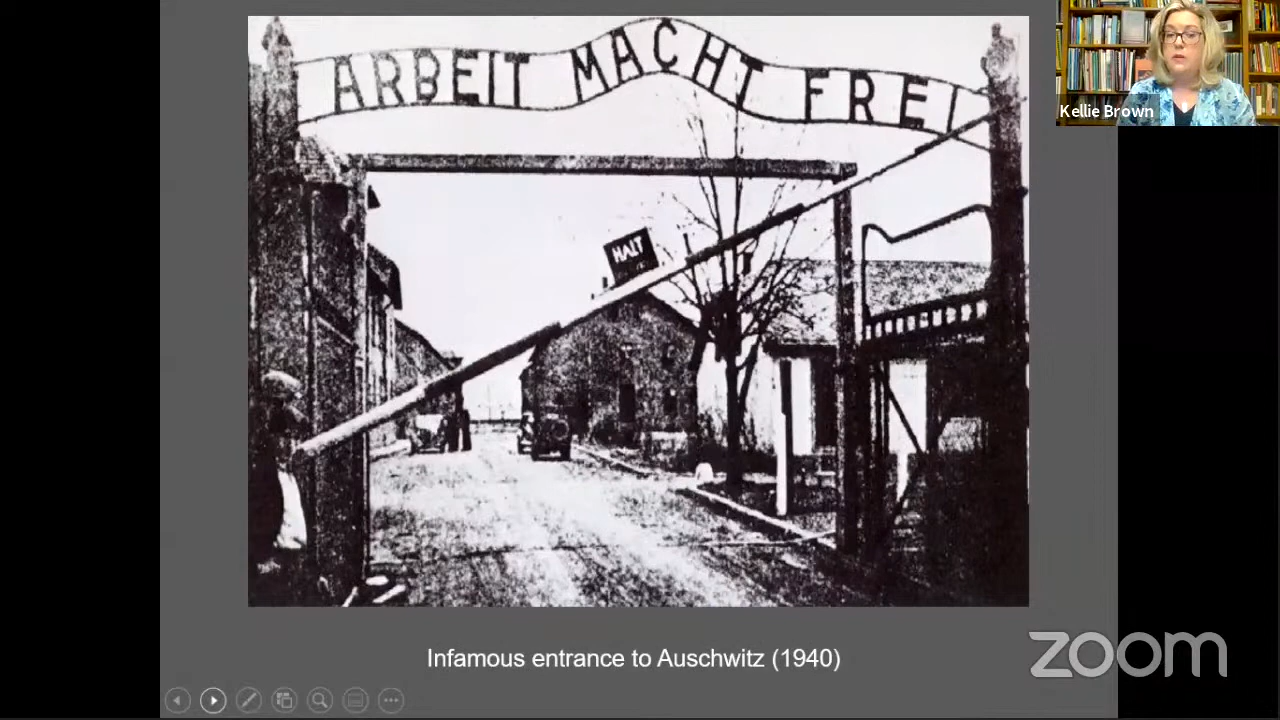 ARBEIT MACHT FREI
HALT
Kellie Brown
Infamous entrance to Auschwitz (1940)
zoom